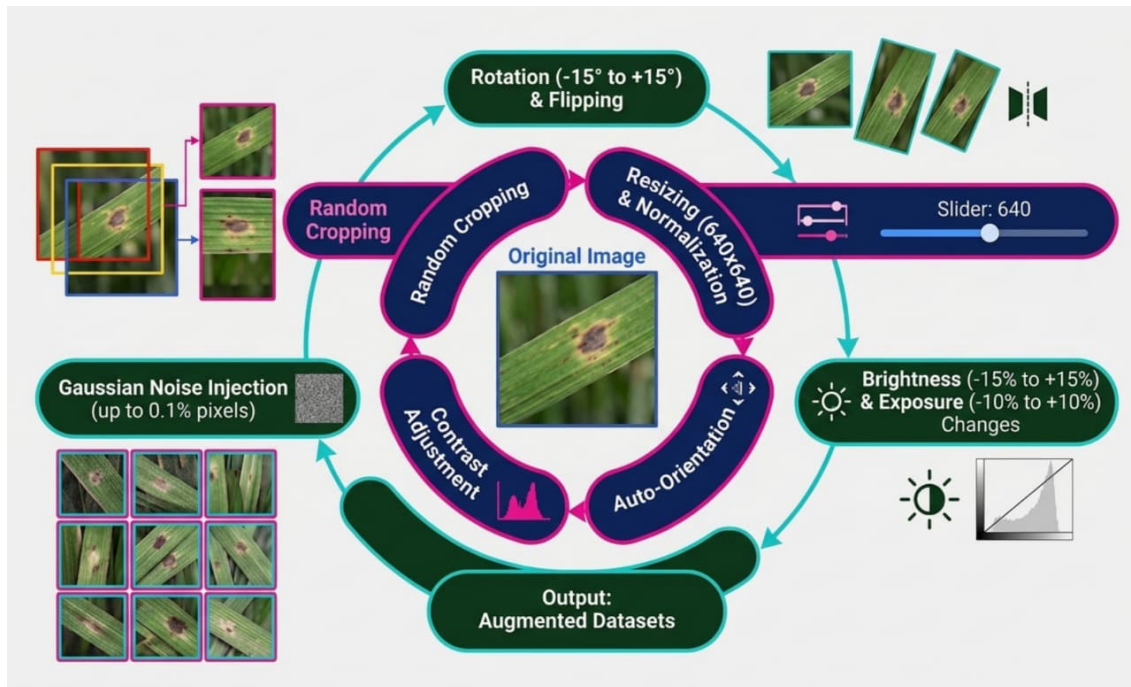 Rotation (-15° to +15°)
& Flipping
Random
Cropping
Random Cropping
Resizing (640x640)
& Normalization
Slider: 640
Original Image
Gaussian Noise Injection
(up to 0.1% pixels)
Contrast
Adjustment
Auto-Orientation
Brightness (-15% to +15%)
& Exposure (-10% to +10%)
Changes
Output:
Augmented Datasets